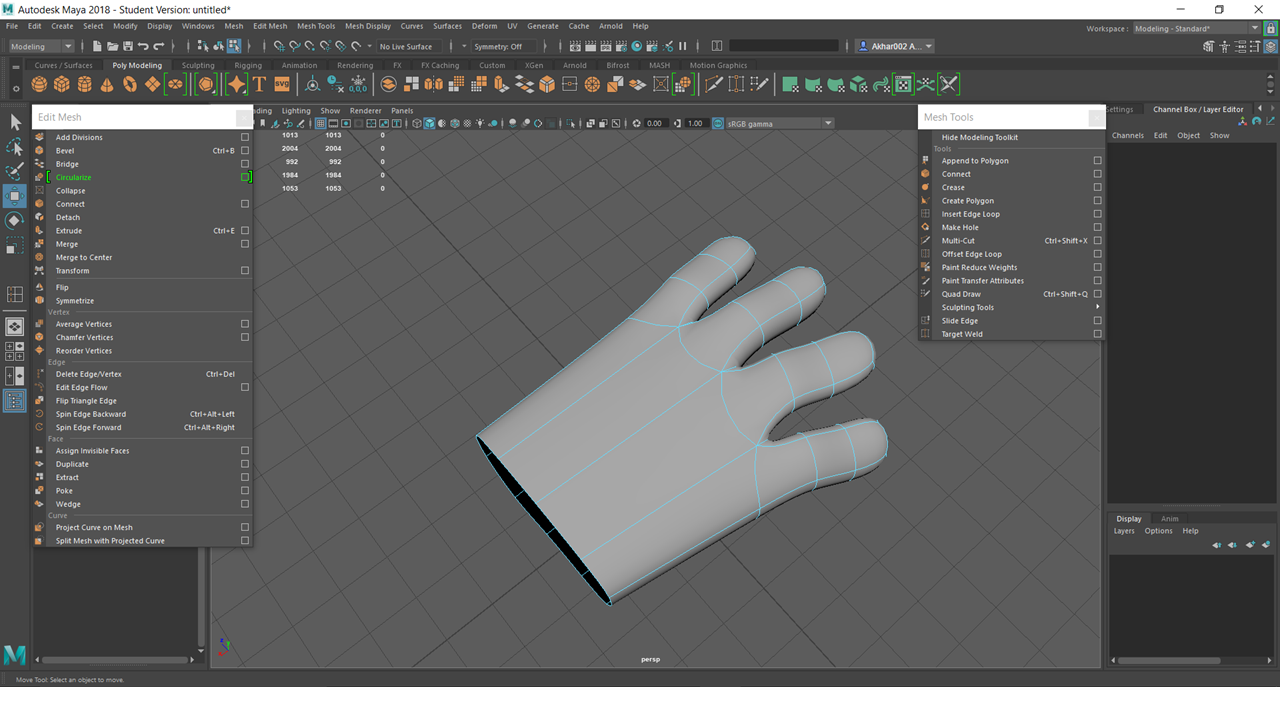 Autodesk Maya 2018 - Student Version: untitled*
File Edit Create Select Modify Display Windows Mesh Edit Mesh Mesh Tools Mesh Display Curves Surfaces Deform UV Generate Cache Arnold Help
Workspace : Modeling - Standard*
Modeling No Live Surface Symmetry: Off Akhar002 A...
Curves / Surfaces Poly Modeling Sculpting Rigging Animation Rendering FX FX Caching Custom XGen Arnold Bifrost MASH Motion Graphics
T SVG 0,0,0
ding Lighting Show Renderer Panels
0.00 1.00 sRGB gamma
1013 1013 0
2004 2004 0
992 992 0
1984 1984 0
1053 1053 0
Edit Mesh
Add Divisions
Bevel Ctrl+B
Bridge
Circularize
Collapse
Connect
Detach
Extrude Ctrl+E
Merge
Merge to Center
Transform
Flip
Symmetrize
Vertex
Average Vertices
Chamfer Vertices
Reorder Vertices
Edge
Delete Edge/Vertex Ctrl+Del
Edit Edge Flow
Flip Triangle Edge
Spin Edge Backward Ctrl+Alt+Left
Spin Edge Forward Ctrl+Alt+Right
Face
Assign Invisible Faces
Duplicate
Extract
Poke
Wedge
Curve
Project Curve on Mesh
Split Mesh with Projected Curve
Mesh Tools
Hide Modeling Toolkit
Tools
Append to Polygon
Connect
Crease
Create Polygon
Insert Edge Loop
Make Hole
Multi-Cut Ctrl+Shift+X
Offset Edge Loop
Paint Reduce Weights
Paint Transfer Attributes
Quad Draw Ctrl+Shift+Q
Sculpting Tools
Slide Edge
Target Weld
Settings Channel Box / Layer Editor
Channels Edit Object Show
Display Anim
Layers Options Help
persp
Move Tool: Select an object to move.